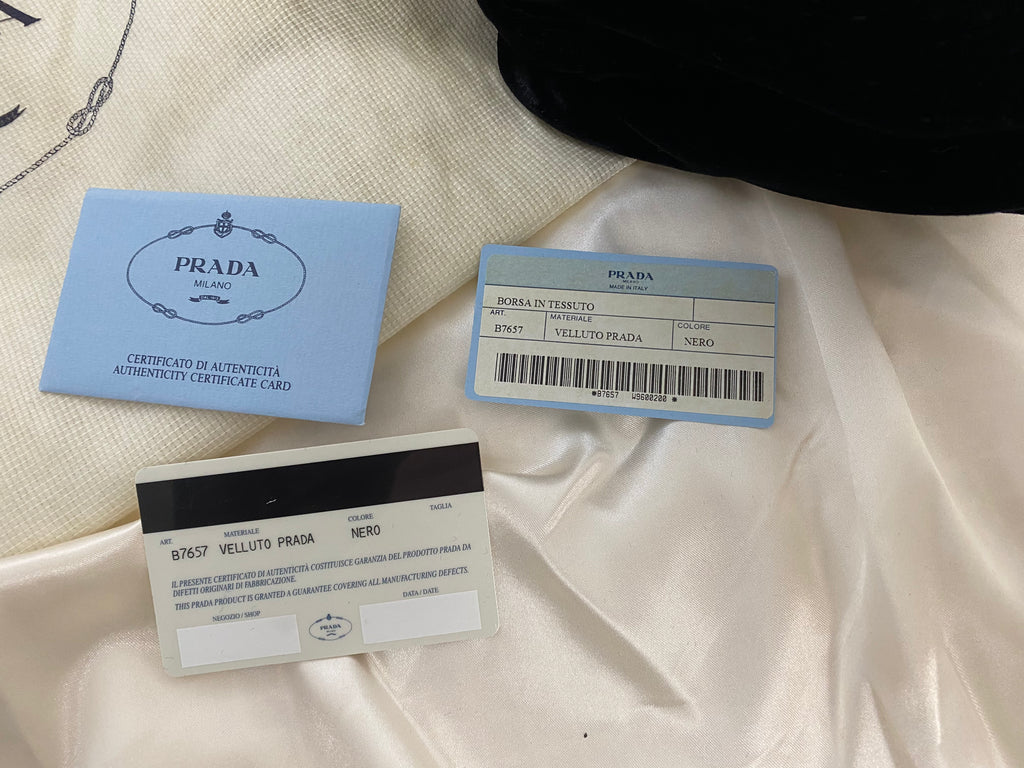 PRADA
MILANO
CERTIFICATO DI AUTENTICITÀ
AUTHENTICITY CERTIFICATE CARD
PRADA
MILANO
MADE IN ITALY
BORSA IN TESSUTO
ART. MATERIALE COLORE
B7657 VELLUTO PRADA NERO
*B7657 W9600200 *
ART. MATERIALE COLORE TAGLIA
B7657 VELLUTO PRADA NERO
IL PRESENTE CERTIFICATO DI AUTENTICITÀ COSTITUISCE GARANZIA DEL PRODOTTO PRADA DA
DIFETTI ORIGINARI DI FABBRICAZIONE.
THIS PRADA PRODUCT IS GRANTED A GUARANTEE COVERING ALL MANUFACTURING DEFECTS.
NEGOZIO / SHOP DATA / DATE
PRADA